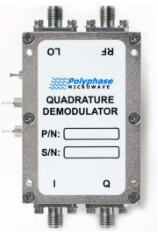 LO RF
Polyphase
MICROWAVE
QUADRATURE
DEMODULATOR
P/N:
S/N:
I Q